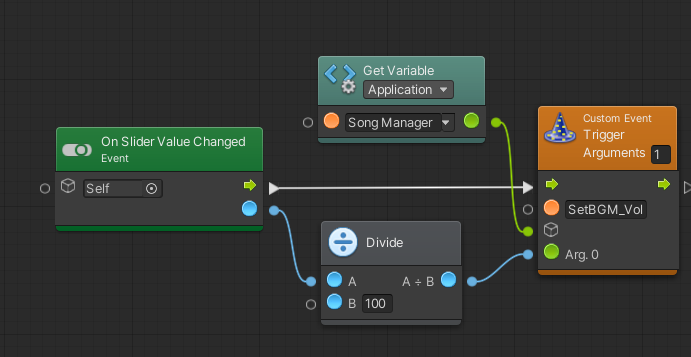 Get Variable
Application
Song Manager
On Slider Value Changed
Event
Self
Custom Event
Trigger
Arguments 1
SetBGM_Vol
Arg. 0
Divide
A A ÷ B
B 100